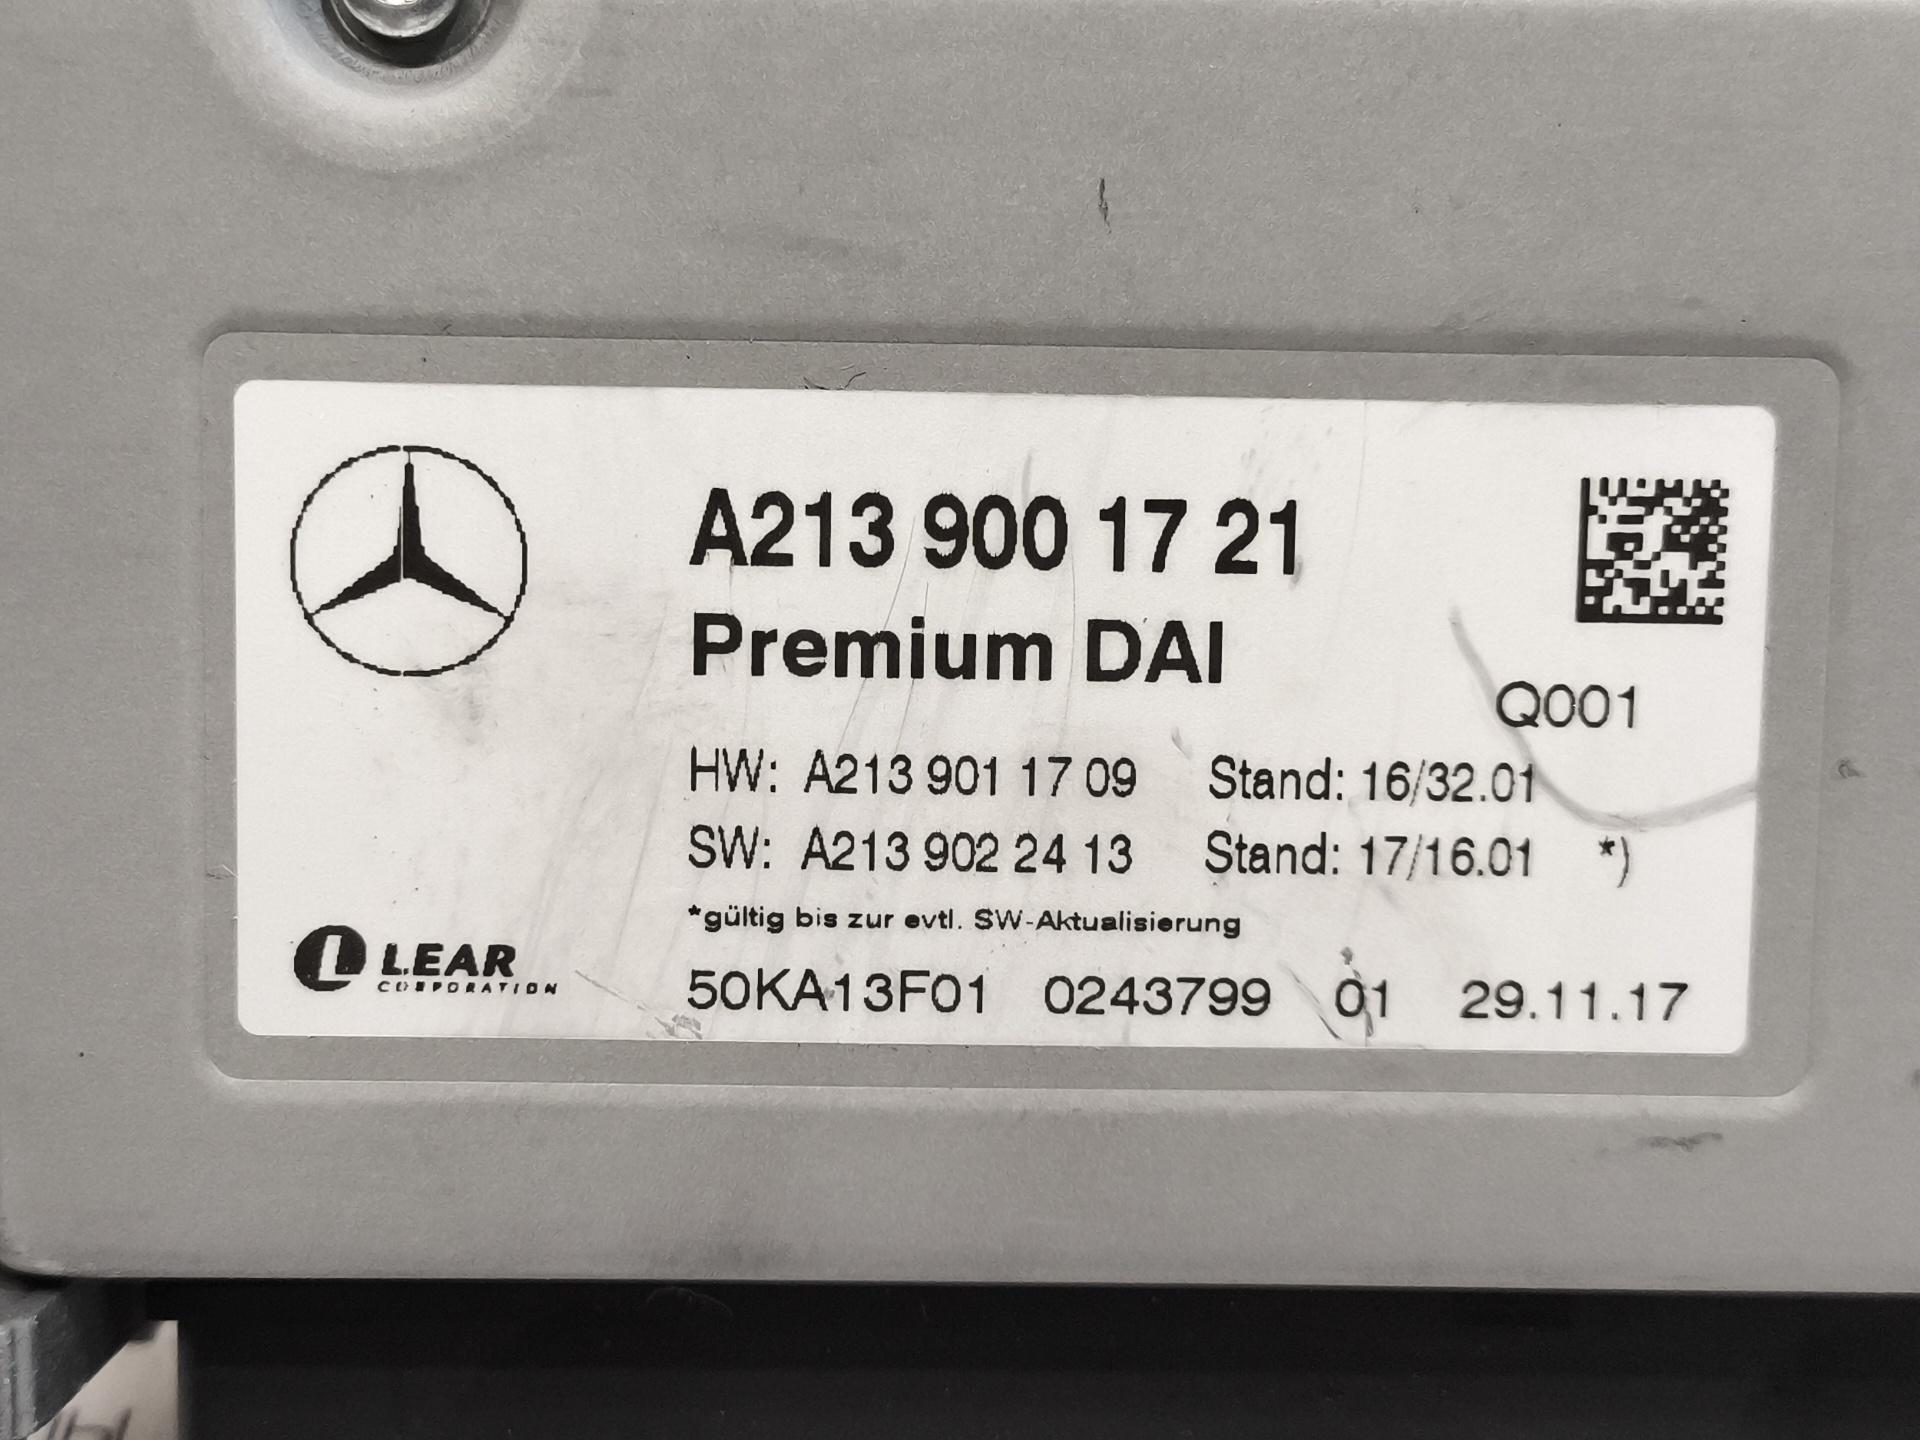 A213 900 17 21
Premium DAI
Q001
HW: A213 901 17 09 Stand: 16/32.01
SW: A213 902 24 13 Stand: 17/16.01 *)
*gültig bis zur evtl. SW-Aktualisierung
LEAR
CORPORATION
50KA13F01 0243799 01 29.11.17